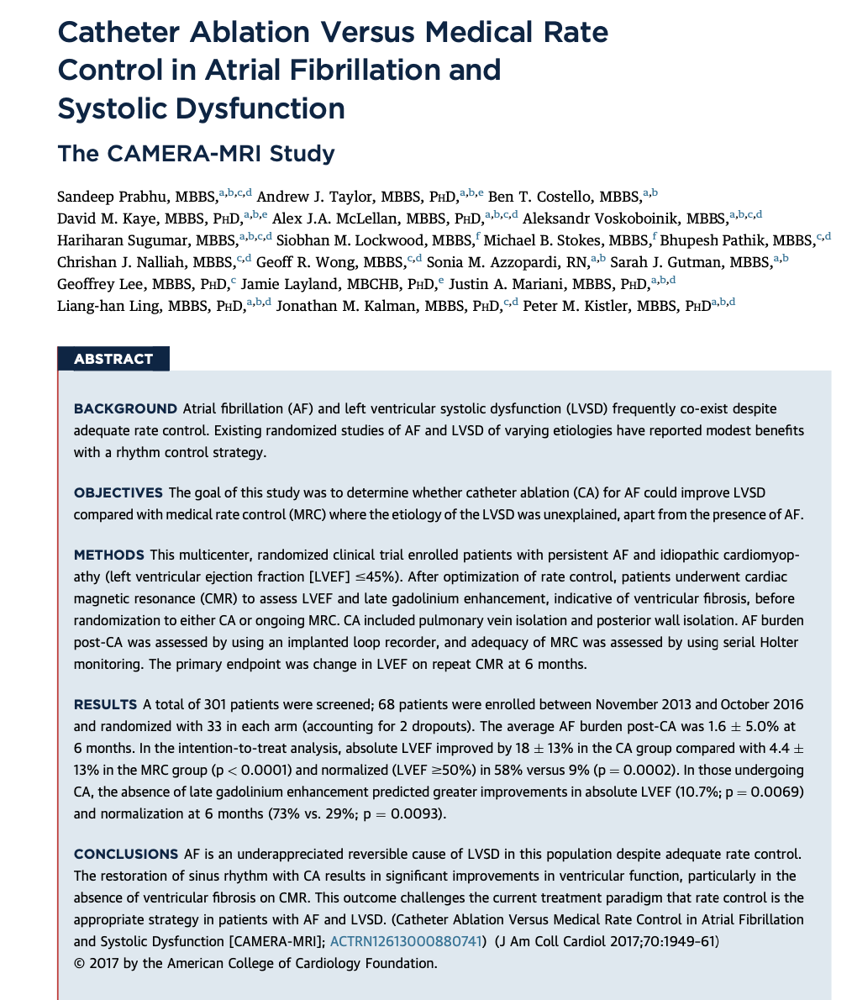 Catheter Ablation Versus Medical Rate
Control in Atrial Fibrillation and
Systolic Dysfunction
The CAMERA-MRI Study
Sandeep Prabhu, MBBS,a,b,c,d Andrew J. Taylor, MBBS, PhD,a,b,e Ben T. Costello, MBBS,a,b
David M. Kaye, MBBS, PhD,a,b,e Alex J.A. McLellan, MBBS, PhD,a,b,c,d Aleksandr Voskoboinik, MBBS,a,b,c,d
Hariharan Sugumar, MBBS,a,b,c,d Siobhan M. Lockwood, MBBS,f Michael B. Stokes, MBBS,f Bhupesh Pathik, MBBS,c,d
Chrishan J. Nalliah, MBBS,c,d Geoff R. Wong, MBBS,c,d Sonia M. Azzopardi, RN,a,b Sarah J. Gutman, MBBS,a,b
Geoffrey Lee, MBBS, PhD,c Jamie Layland, MBCHB, PhD,e Justin A. Mariani, MBBS, PhD,a,b,d
Liang-han Ling, MBBS, PhD,a,b,d Jonathan M. Kalman, MBBS, PhD,c,d Peter M. Kistler, MBBS, PhDa,b,d
ABSTRACT
BACKGROUND Atrial fibrillation (AF) and left ventricular systolic dysfunction (LVSD) frequently co-exist despite
adequate rate control. Existing randomized studies of AF and LVSD of varying etiologies have reported modest benefits
with a rhythm control strategy.
OBJECTIVES The goal of this study was to determine whether catheter ablation (CA) for AF could improve LVSD
compared with medical rate control (MRC) where the etiology of the LVSD was unexplained, apart from the presence of AF.
METHODS This multicenter, randomized clinical trial enrolled patients with persistent AF and idiopathic cardiomyop-
athy (left ventricular ejection fraction [LVEF] ≤45%). After optimization of rate control, patients underwent cardiac
magnetic resonance (CMR) to assess LVEF and late gadolinium enhancement, indicative of ventricular fibrosis, before
randomization to either CA or ongoing MRC. CA included pulmonary vein isolation and posterior wall isolation. AF burden
post-CA was assessed by using an implanted loop recorder, and adequacy of MRC was assessed by using serial Holter
monitoring. The primary endpoint was change in LVEF on repeat CMR at 6 months.
RESULTS A total of 301 patients were screened; 68 patients were enrolled between November 2013 and October 2016
and randomized with 33 in each arm (accounting for 2 dropouts). The average AF burden post-CA was 1.6 ± 5.0% at
6 months. In the intention-to-treat analysis, absolute LVEF improved by 18 ± 13% in the CA group compared with 4.4 ±
13% in the MRC group (p < 0.0001) and normalized (LVEF ≥50%) in 58% versus 9% (p = 0.0002). In those undergoing
CA, the absence of late gadolinium enhancement predicted greater improvements in absolute LVEF (10.7%; p = 0.0069)
and normalization at 6 months (73% vs. 29%; p = 0.0093).
CONCLUSIONS AF is an underappreciated reversible cause of LVSD in this population despite adequate rate control.
The restoration of sinus rhythm with CA results in significant improvements in ventricular function, particularly in the
absence of ventricular fibrosis on CMR. This outcome challenges the current treatment paradigm that rate control is the
appropriate strategy in patients with AF and LVSD. (Catheter Ablation Versus Medical Rate Control in Atrial Fibrillation
and Systolic Dysfunction [CAMERA-MRI]; ACTRN12613000880741) (J Am Coll Cardiol 2017;70:1949–61)
© 2017 by the American College of Cardiology Foundation.